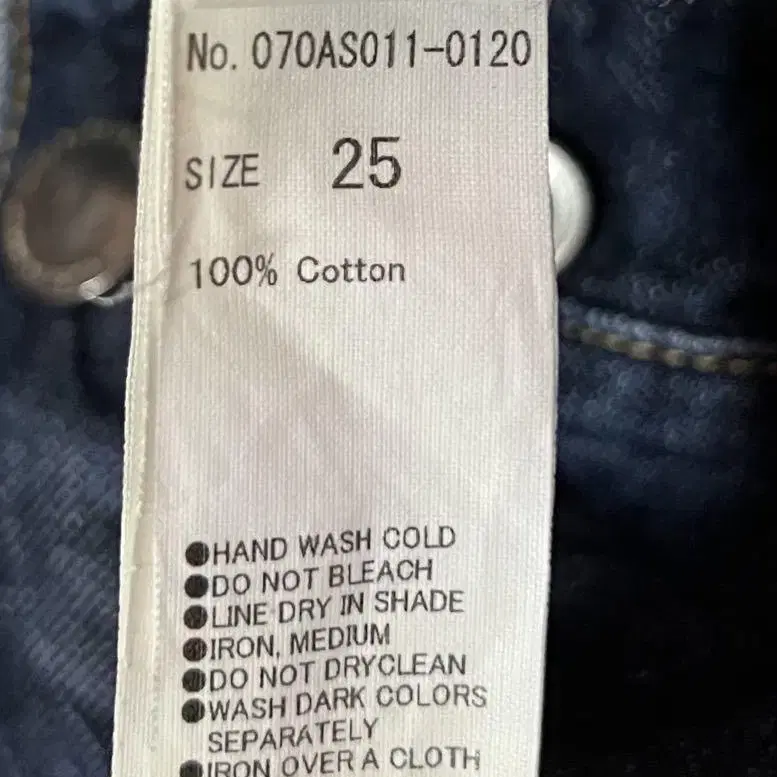 No. 070AS011-0120
SIZE 25
100% Cotton
●HAND WASH COLD
●DO NOT BLEACH
●LINE DRY IN SHADE
●IRON, MEDIUM
●DO NOT DRYCLEAN
●WASH DARK COLORS
SEPARATELY
●IRON OVER A CLOTH